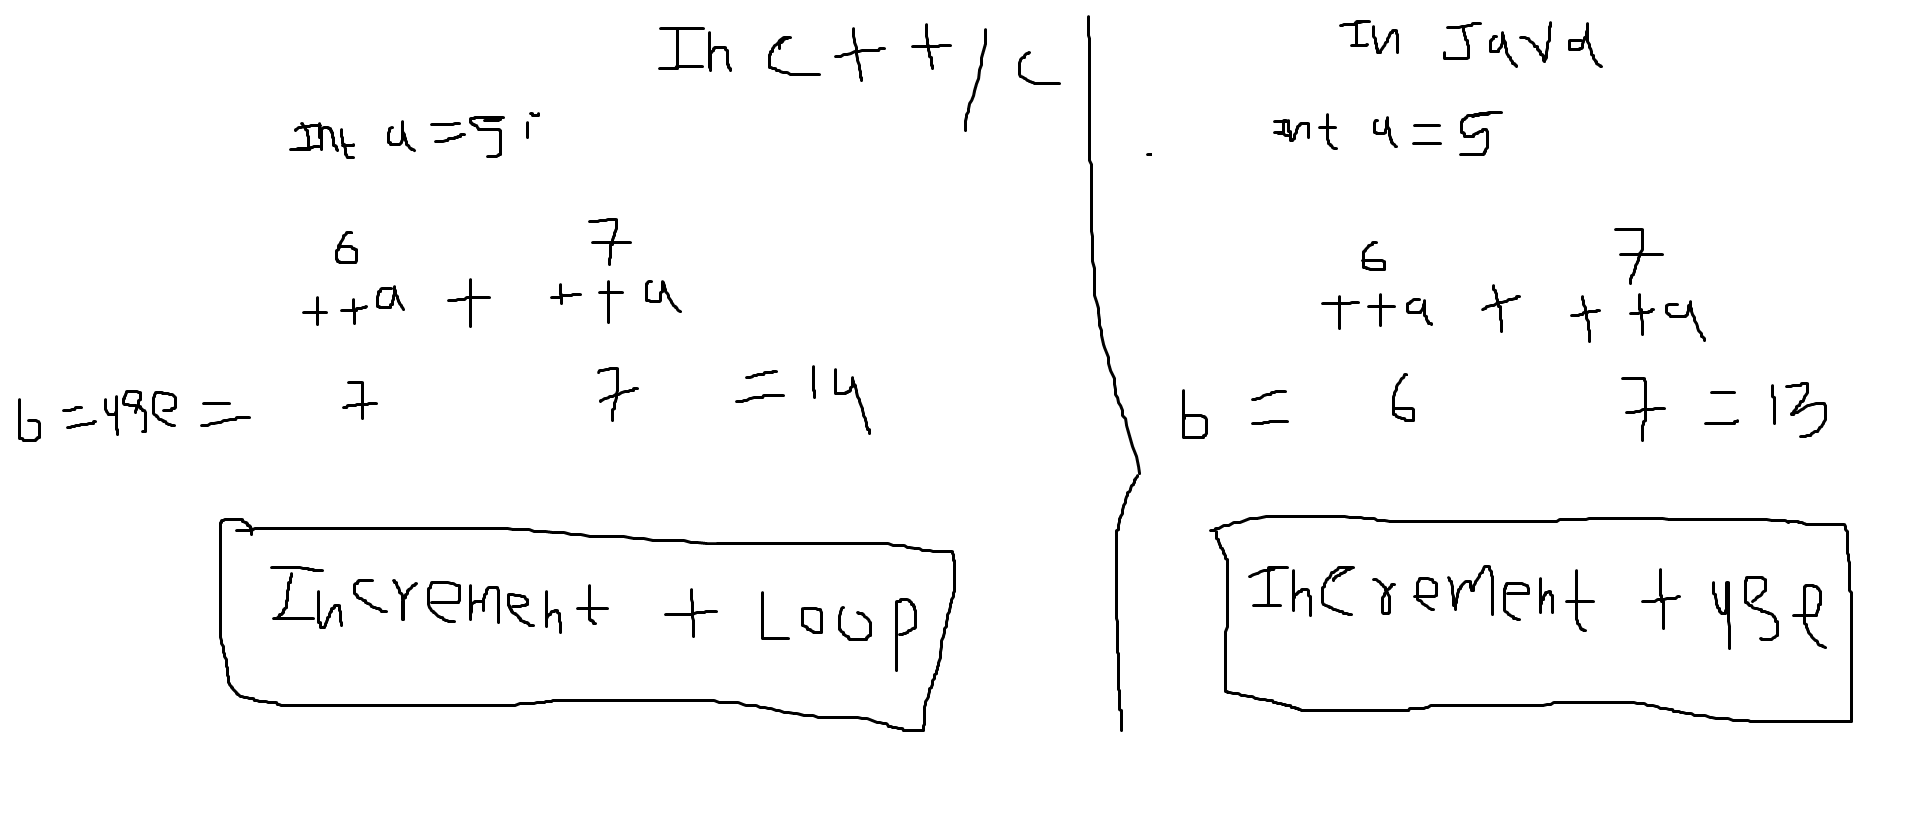 In C++/C
Int a=5;
6 7
++a + ++a
b=use= 7 7 =14
Increment + Loop
In Java
int a=5
6 7
++a + ++a
b= 6 7 =13
Increment + use